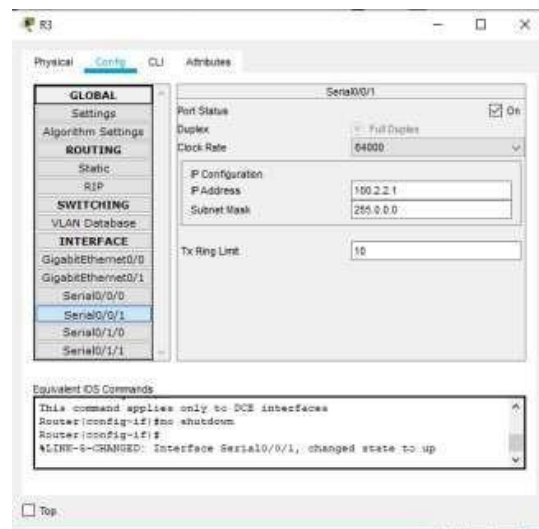 R3
Physical Config CLI Attributes
GLOBAL
Settings
Algorithm Settings
ROUTING
Static
RIP
SWITCHING
VLAN Database
INTERFACE
GigabitEthernet0/0
GigabitEthernet0/1
Serial0/0/0
Serial0/0/1
Serial0/1/0
Serial0/1/1
Serial0/0/1
Port Status On
Duplex Full Duplex
Clock Rate 64000
IP Configuration
IP Address 180.2.2.1
Subnet Mask 255.0.0.0
Tx Ring Limit 10
Equivalent IOS Commands
This command applies only to DCE interfaces
Router(config-if)#no shutdown
Router(config-if)#
%LINK-5-CHANGED: Interface Serial0/0/1, changed state to up
Top